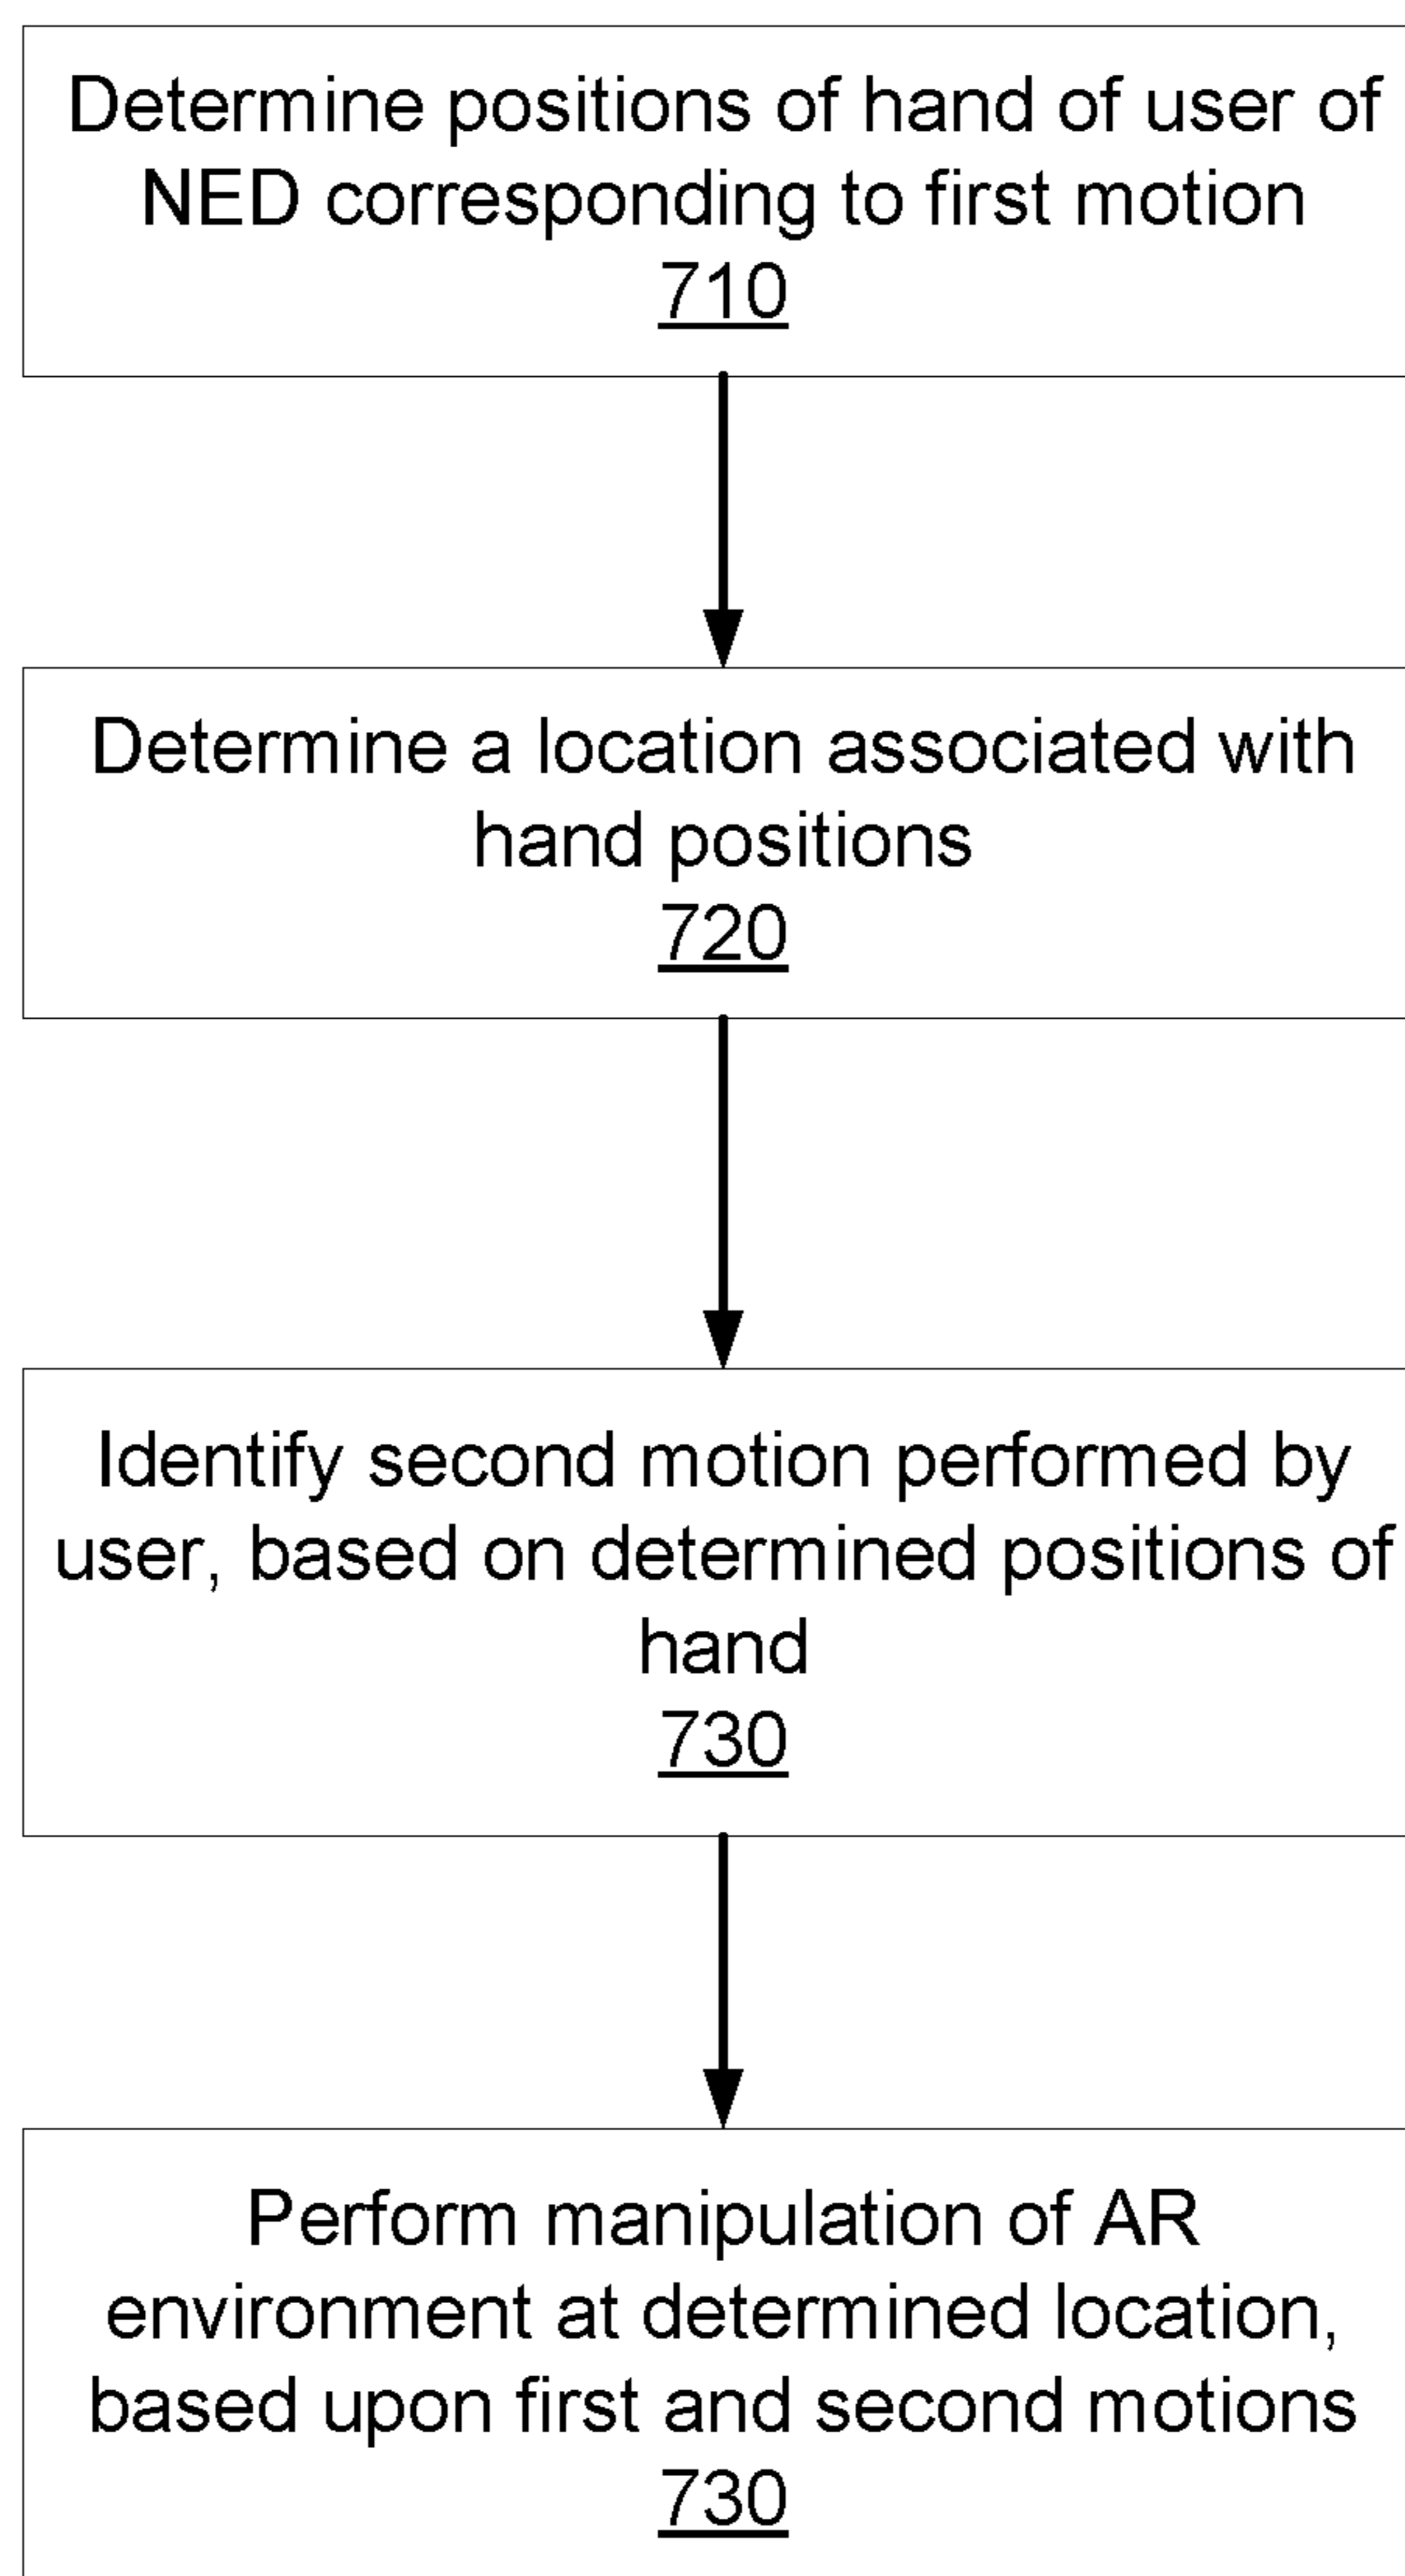 Determine positions of hand of user of
NED corresponding to first motion
710
Determine a location associated with
hand positions
720
Identify second motion performed by
user, based on determined positions of
hand
730
Perform manipulation of AR
environment at determined location,
based upon first and second motions
730